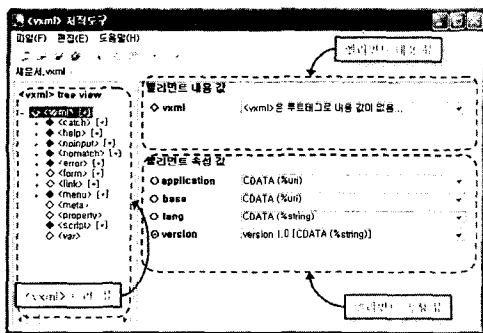 <vxml> 저작도구
파일(F) 편집(E) 도움말(H)
새문서.vxml
<vxml> tree view
<vxml> [-]
<catch> [+]
<help> [+]
<noinput> [+]
<nomatch> [+]
<error> [+]
<form> [+]
<link> [+]
<menu> [+]
<meta>
<property>
<script> [+]
<var>
엘리먼트 내용 값
vxml <vxml>은 루트태그로 내용 값이 없음...
엘리먼트 속성 값
application CDATA (%uri)
base CDATA (%uri)
lang CDATA (%string)
version version 1.0 [CDATA (%string)]
<vxml>